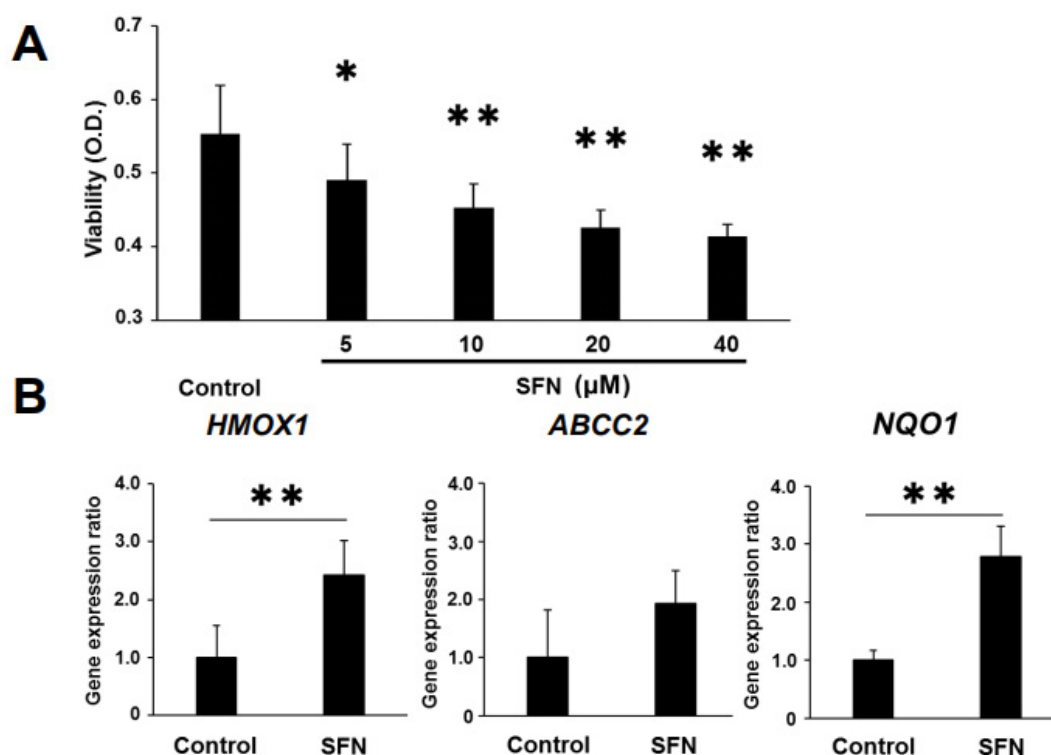 A
Viability (O.D.)
0.7
0.6
0.5
0.4
0.3
*
**
**
**
5 10 20 40
Control SFN (µM)
B
HMOX1 ABCC2 NQO1
Gene expression ratio
4.0
3.0
2.0
1.0
0
**
Control SFN
Gene expression ratio
4.0
3.0
2.0
1.0
0
Control SFN
Gene expression ratio
4.0
3.0
2.0
1.0
0
**
Control SFN